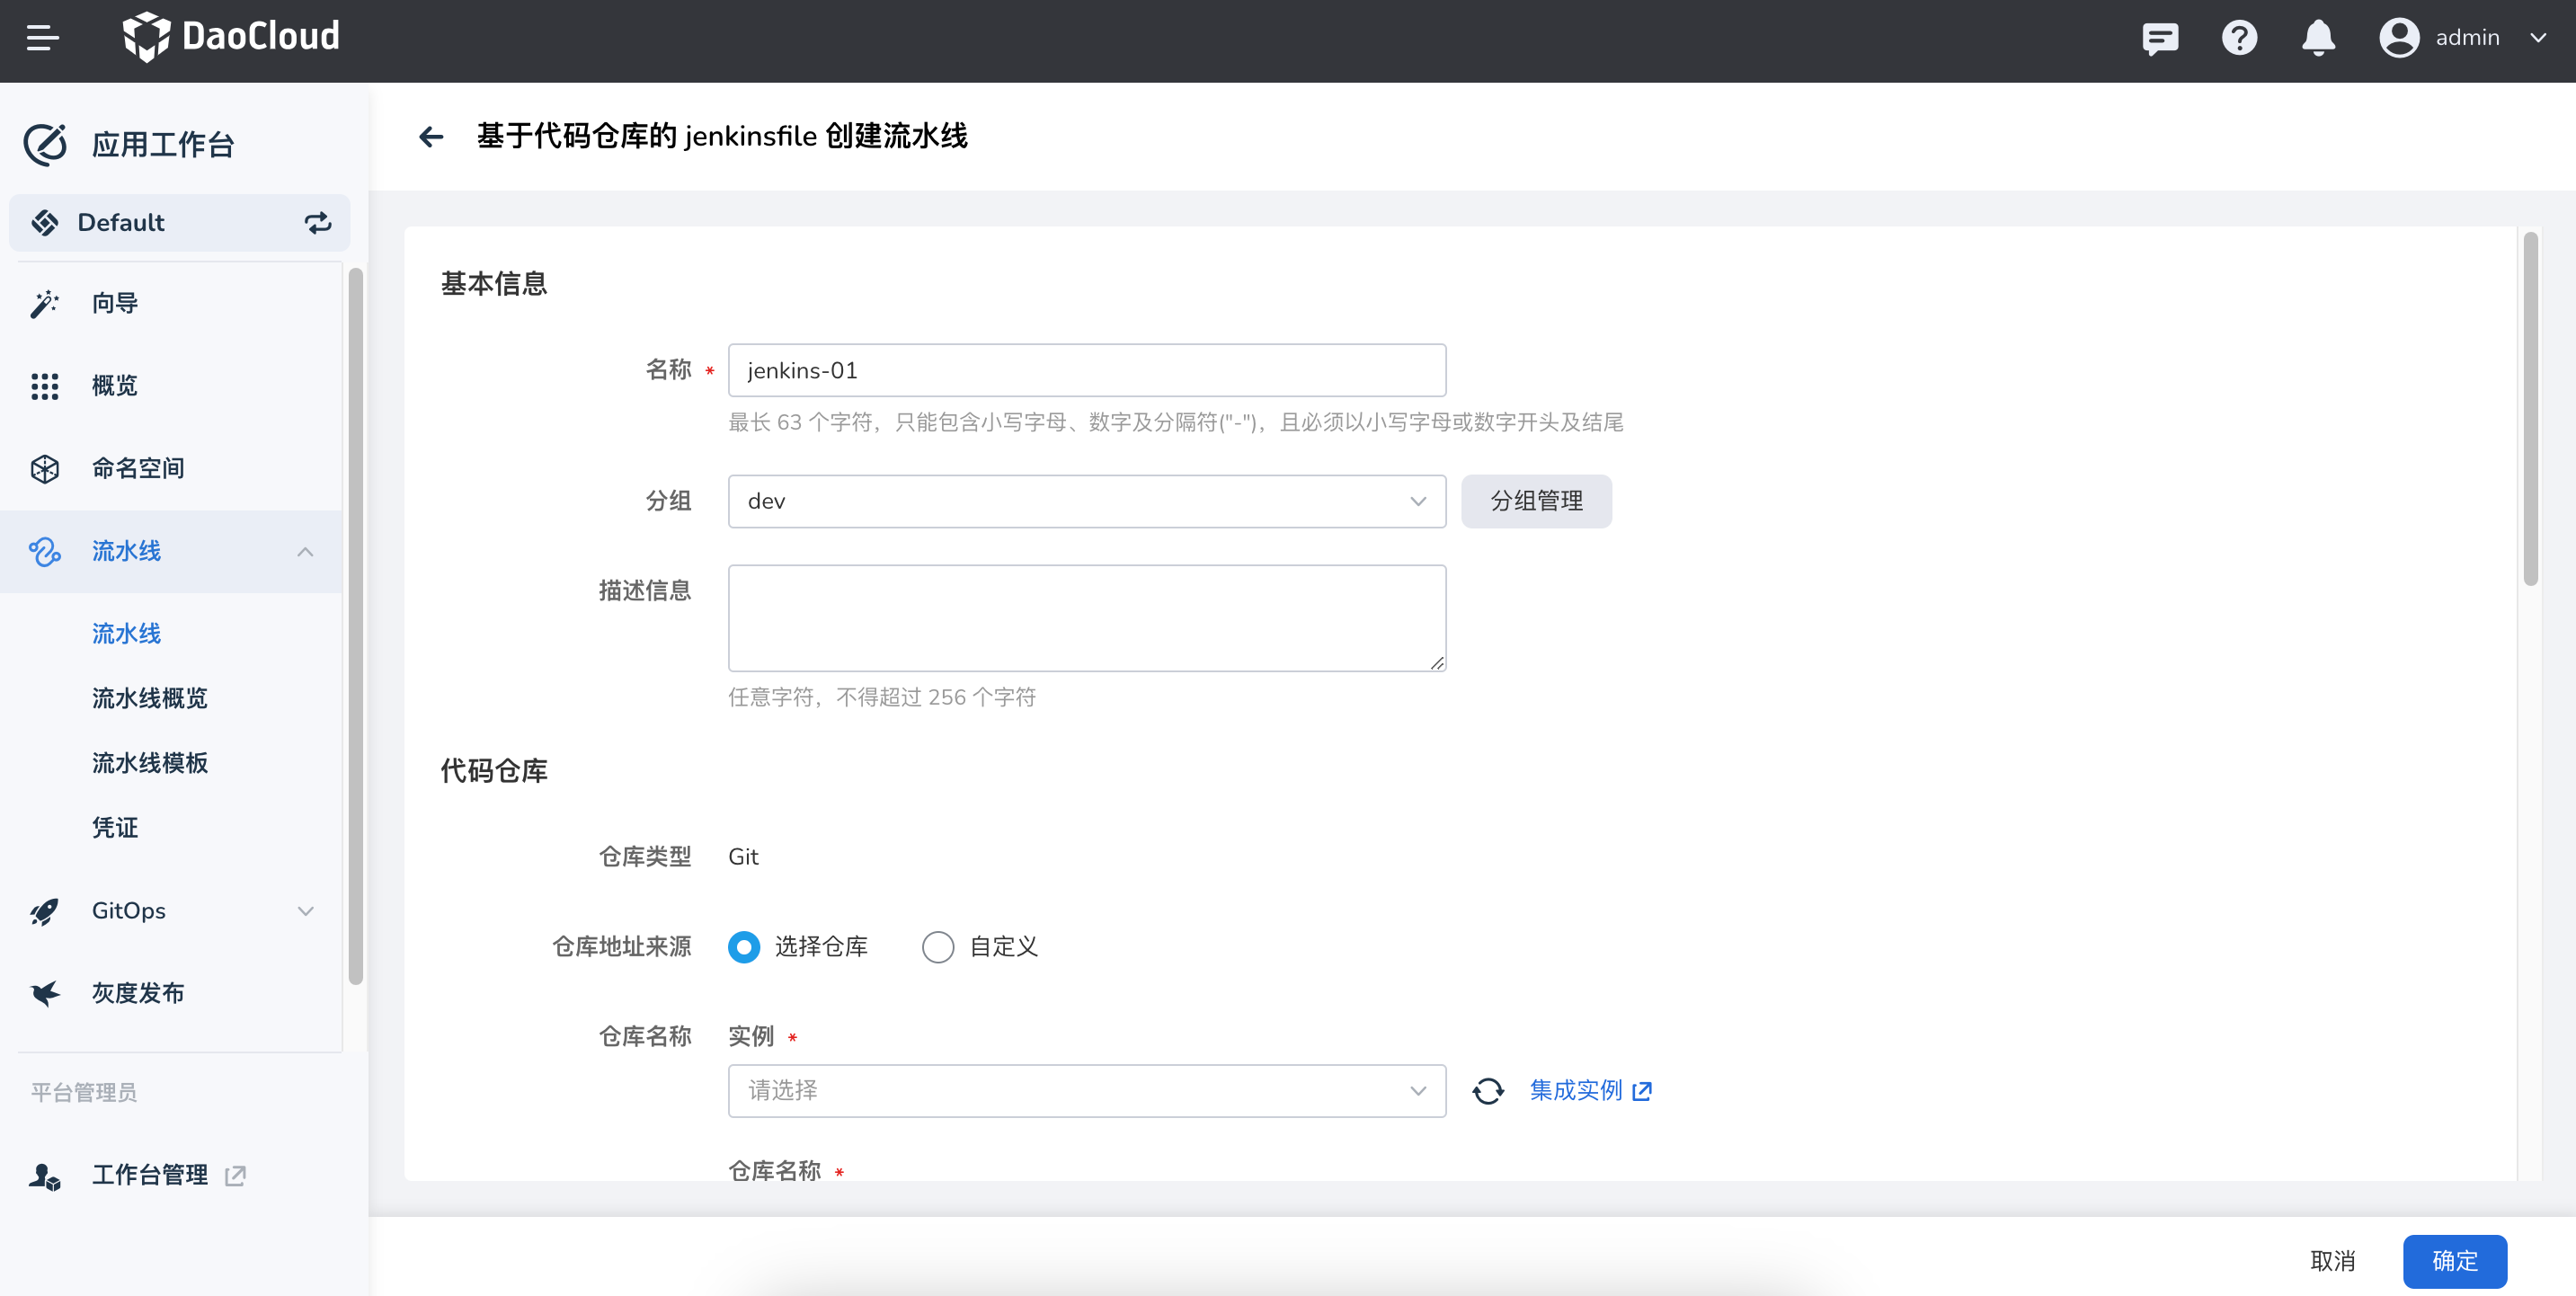 DaoCloud
admin
应用工作台
Default
向导
概览
命名空间
流水线
流水线
流水线概览
流水线模板
凭证
GitOps
灰度发布
平台管理员
工作台管理
基于代码仓库的 jenkinsfile 创建流水线
基本信息
名称 * jenkins-01
最长 63 个字符，只能包含小写字母、数字及分隔符("-")，且必须以小写字母或数字开头及结尾
分组 dev 分组管理
描述信息
任意字符，不得超过 256 个字符
代码仓库
仓库类型 Git
仓库地址来源 选择仓库 自定义
仓库名称 实例 *
请选择 集成实例
仓库名称 *
取消 确定